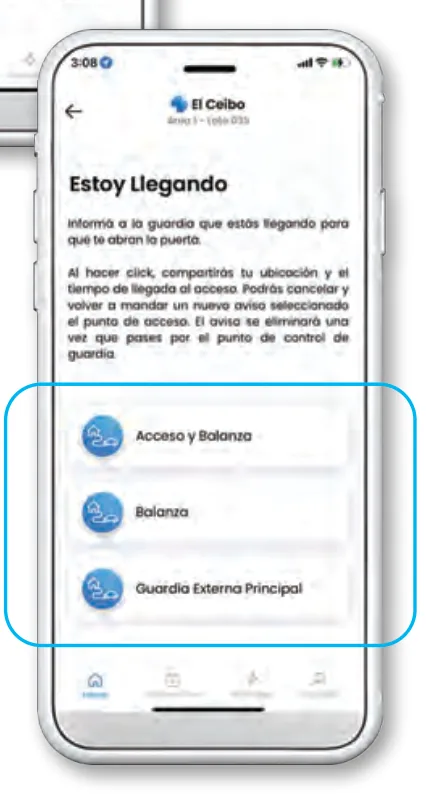 3:08
El Ceibo
Estoy Llegando
Informá a la guardia que estás llegando para
que te abran la puerta.
Al hacer click, compartirás tu ubicación y el
tiempo de llegada al acceso. Podrás cancelar y
volver a mandar un nuevo aviso seleccionado
el punto de acceso. El aviso se eliminará una
vez que pases por el punto de control de
guardia.
Acceso y Balanza
Balanza
Guardia Externa Principal